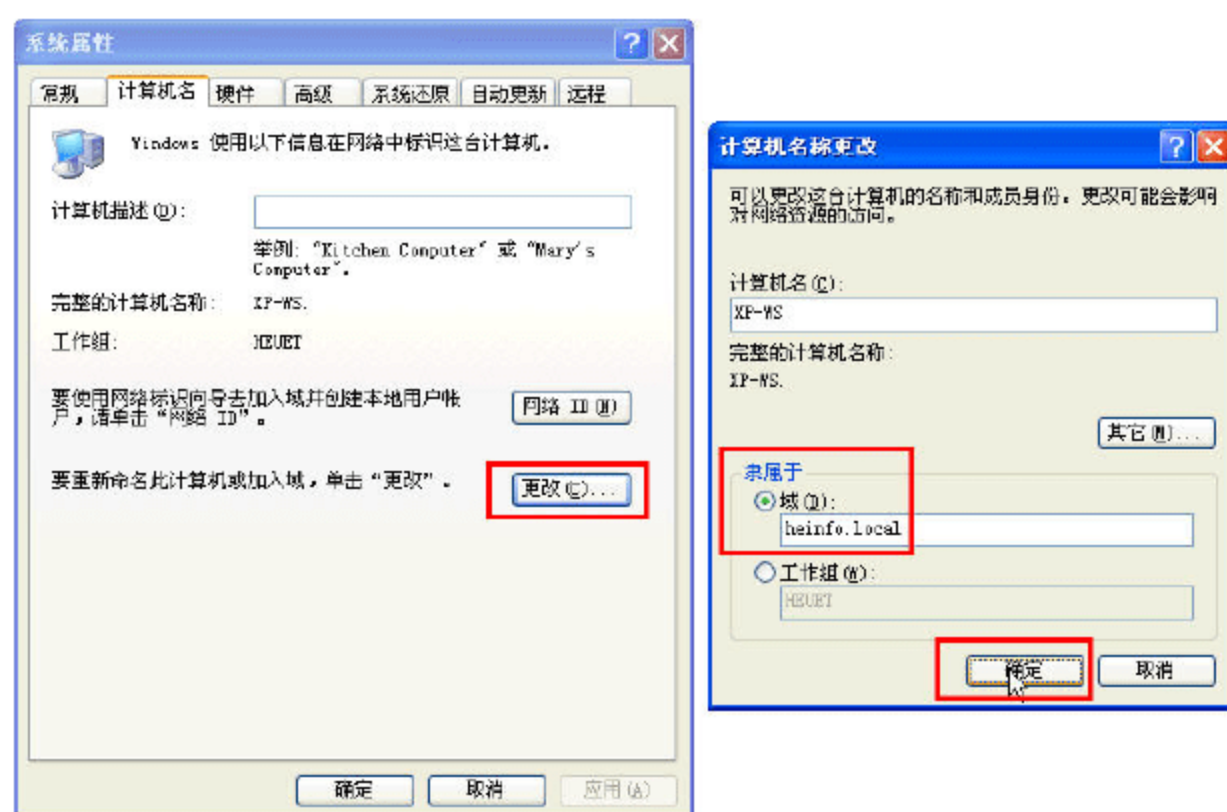 系统属性
常规 计算机名 硬件 高级 系统还原 自动更新 远程
Windows 使用以下信息在网络中标识这台计算机。
计算机描述(D):
举例: "Kitchen Computer" 或 "Mary's
Computer"。
完整的计算机名称: XP-WS.
工作组: HEUET
要使用网络标识向导去加入域并创建本地用户帐
户，请单击“网络 ID”。
网络 ID(N)
要重新命名此计算机或加入域，单击“更改”。
更改(C)...
确定 取消 应用(A)
计算机名称更改
可以更改这台计算机的名称和成员身份。更改可能会影响
对网络资源的访问。
计算机名(C):
XP-WS
完整的计算机名称:
XP-WS.
其它(M)...
隶属于
域(D):
heinfo.local
工作组(W):
HEUET
确定 取消